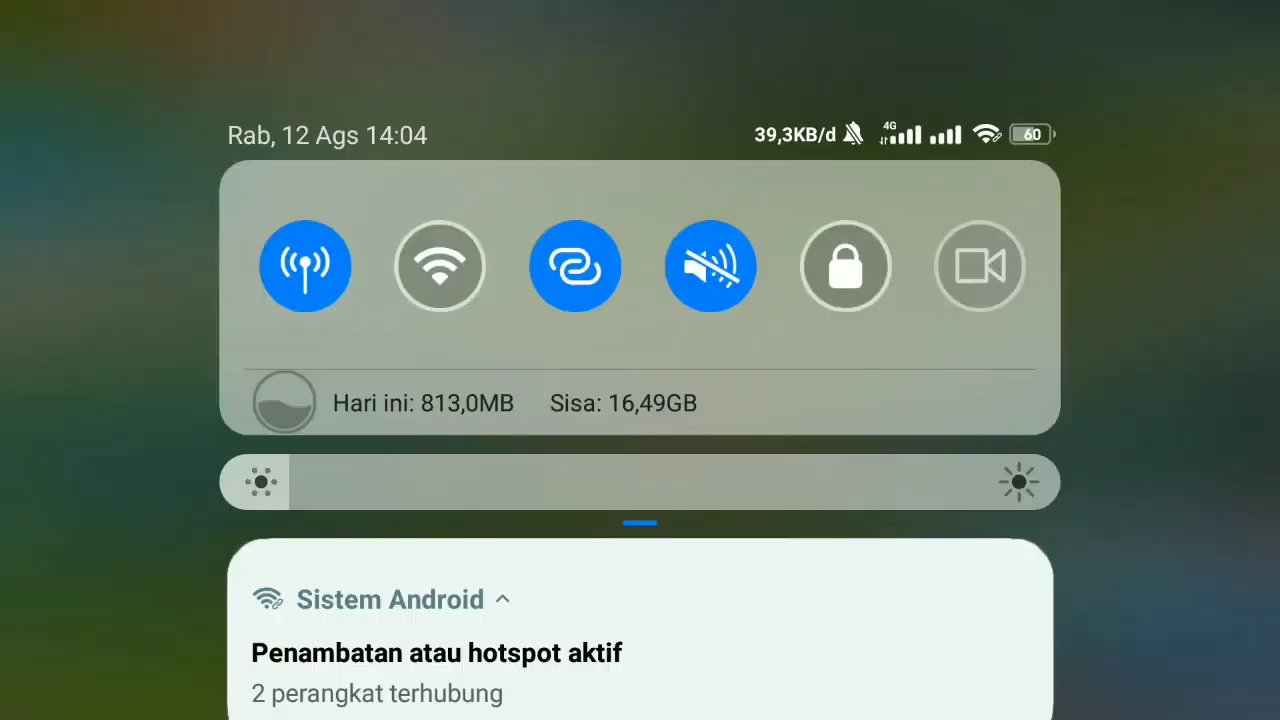 Rab, 12 Ags 14:04
39,3KB/d 4G 60
Hari ini: 813,0MB Sisa: 16,49GB
Sistem Android
Penambatan atau hotspot aktif
2 perangkat terhubung